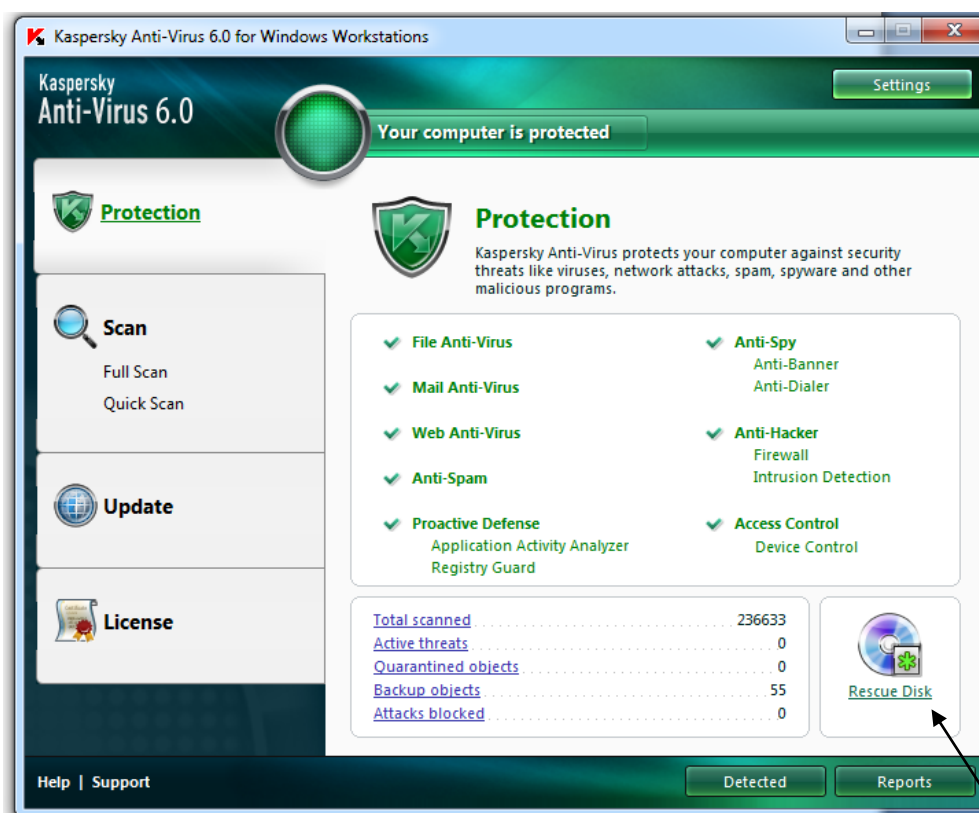 Kaspersky Anti-Virus 6.0 for Windows Workstations
Kaspersky
Anti-Virus 6.0
Settings
Your computer is protected
Protection
Scan
Full Scan
Quick Scan
Update
License
Protection
Kaspersky Anti-Virus protects your computer against security
threats like viruses, network attacks, spam, spyware and other
malicious programs.
File Anti-Virus
Mail Anti-Virus
Web Anti-Virus
Anti-Spam
Proactive Defense
Application Activity Analyzer
Registry Guard
Anti-Spy
Anti-Banner
Anti-Dialer
Anti-Hacker
Firewall
Intrusion Detection
Access Control
Device Control
Total scanned 236633
Active threats 0
Quarantined objects 0
Backup objects 55
Attacks blocked 0
Rescue Disk
Help | Support
Detected
Reports